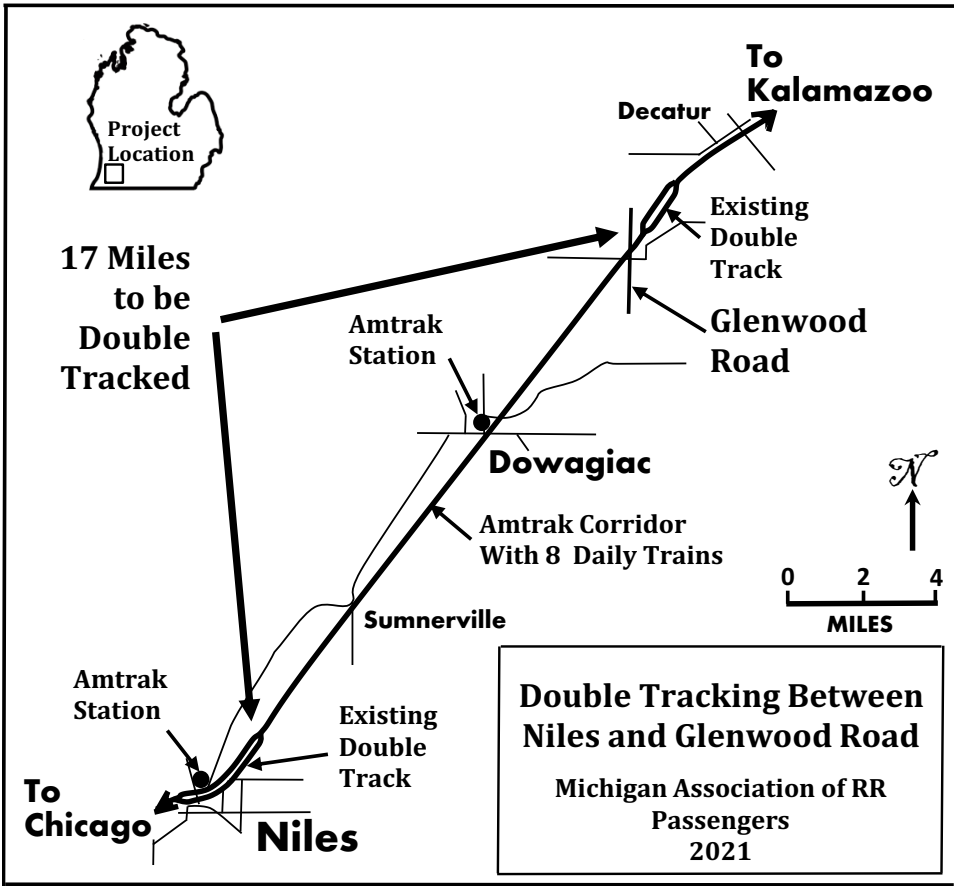 Project
Location
To
Kalamazoo
Decatur
17 Miles
to be
Double
Tracked
Existing
Double
Track
Glenwood
Road
Amtrak
Station
Dowagiac
Amtrak Corridor
With 8 Daily Trains
N
0 2 4
MILES
Sumnerville
Amtrak
Station
Existing
Double
Track
To
Chicago
Niles
Double Tracking Between
Niles and Glenwood Road
Michigan Association of RR
Passengers
2021